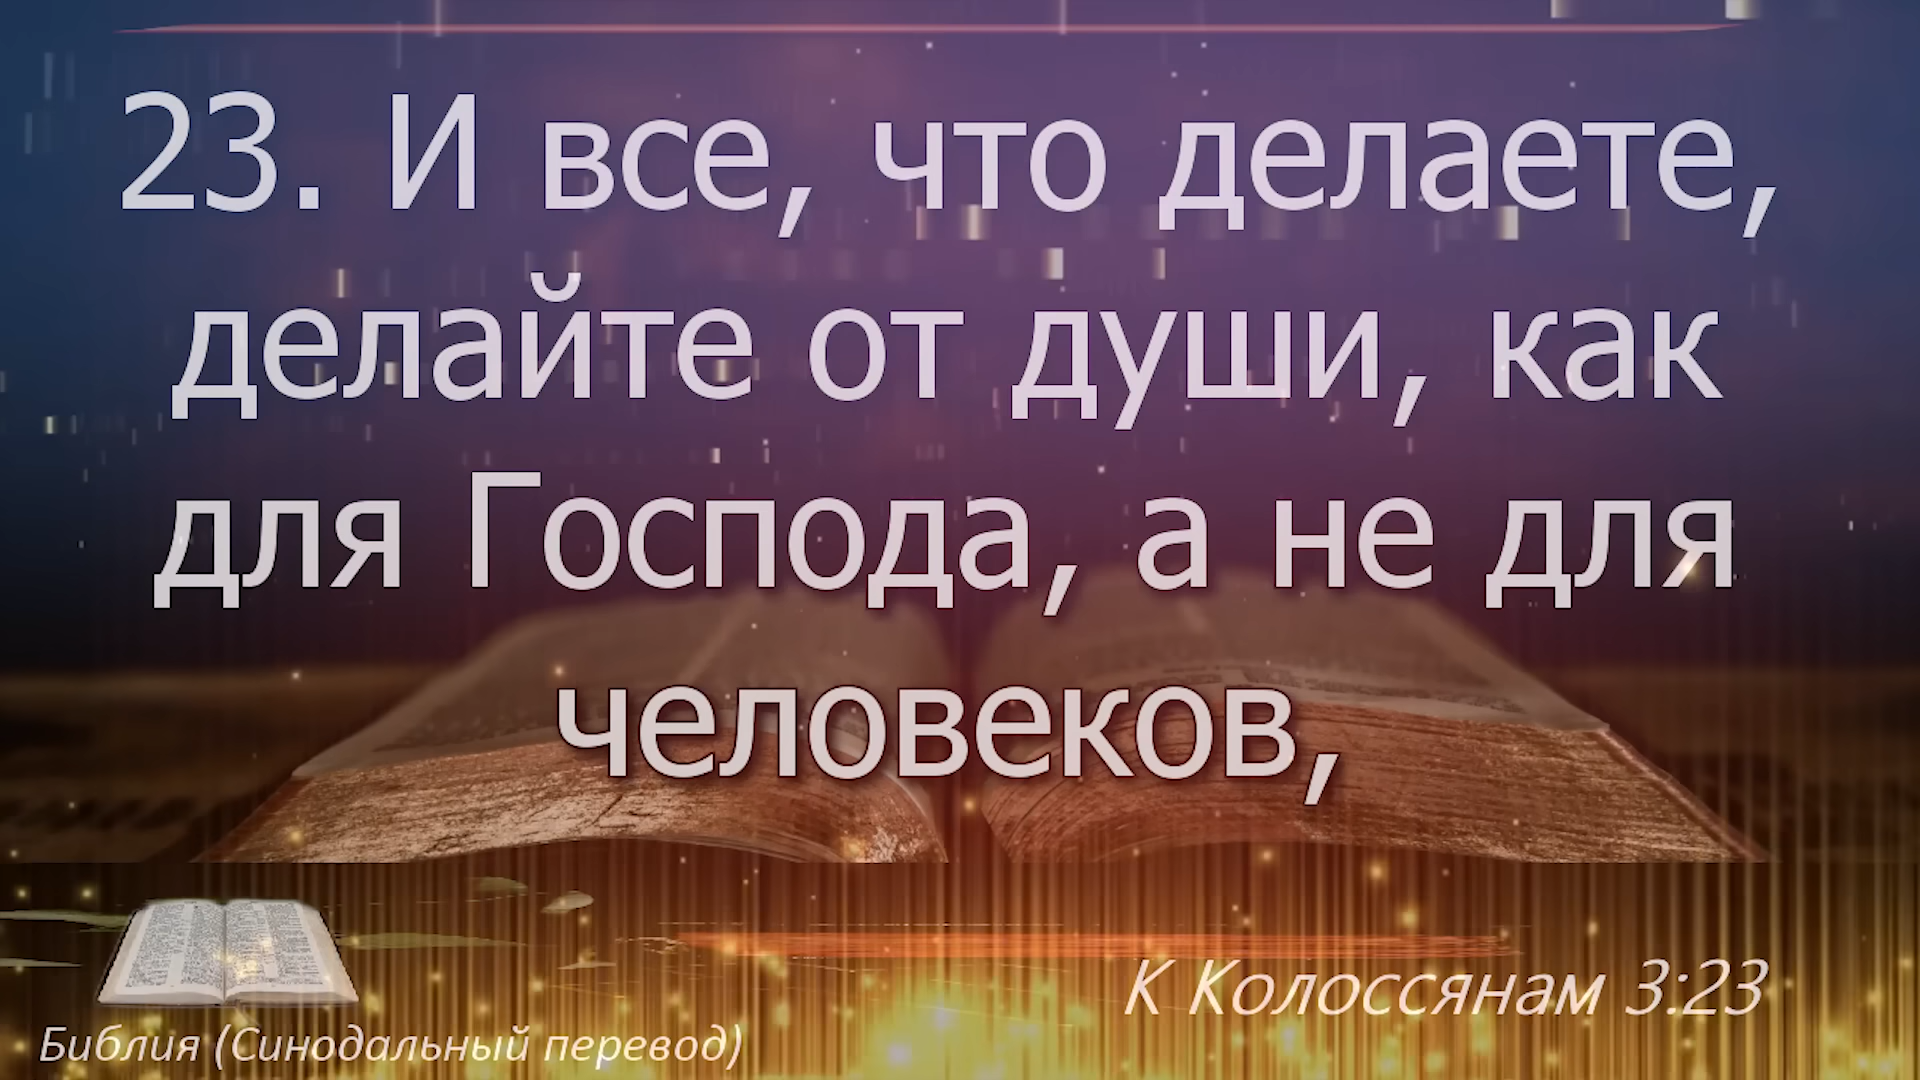 23. И все, что делаете,
делайте от души, как
для Господа, а не для
человеков,
К Колоссянам 3:23
Библия (Синодальный перевод)